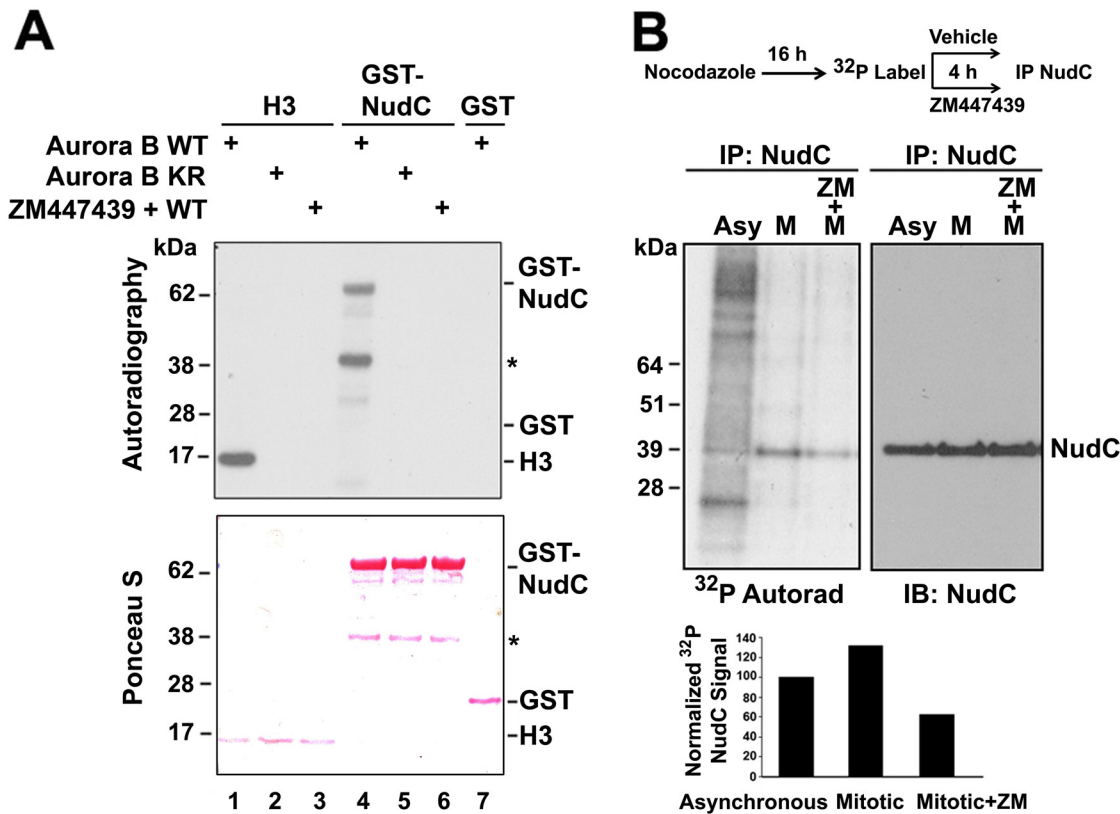 A
H3
GST-
NudC
GST
Aurora B WT + + +
Aurora B KR + +
ZM447439 + WT + +
kDa
62
38
28
17
Autoradiography
GST-
NudC
*
GST
H3
62
38
28
17
Ponceau S
GST-
NudC
*
GST
H3
1 2 3 4 5 6 7
B
Nocodazole
16 h
32P Label
Vehicle
4 h
ZM447439
IP NudC
IP: NudC
IP: NudC
Asy M ZM
+
M
Asy M ZM
+
M
kDa
64
51
39
28
NudC
32P Autorad
IB: NudC
Normalized 32P
NudC Signal
140
120
100
80
60
40
20
0
Asynchronous Mitotic Mitotic+ZM